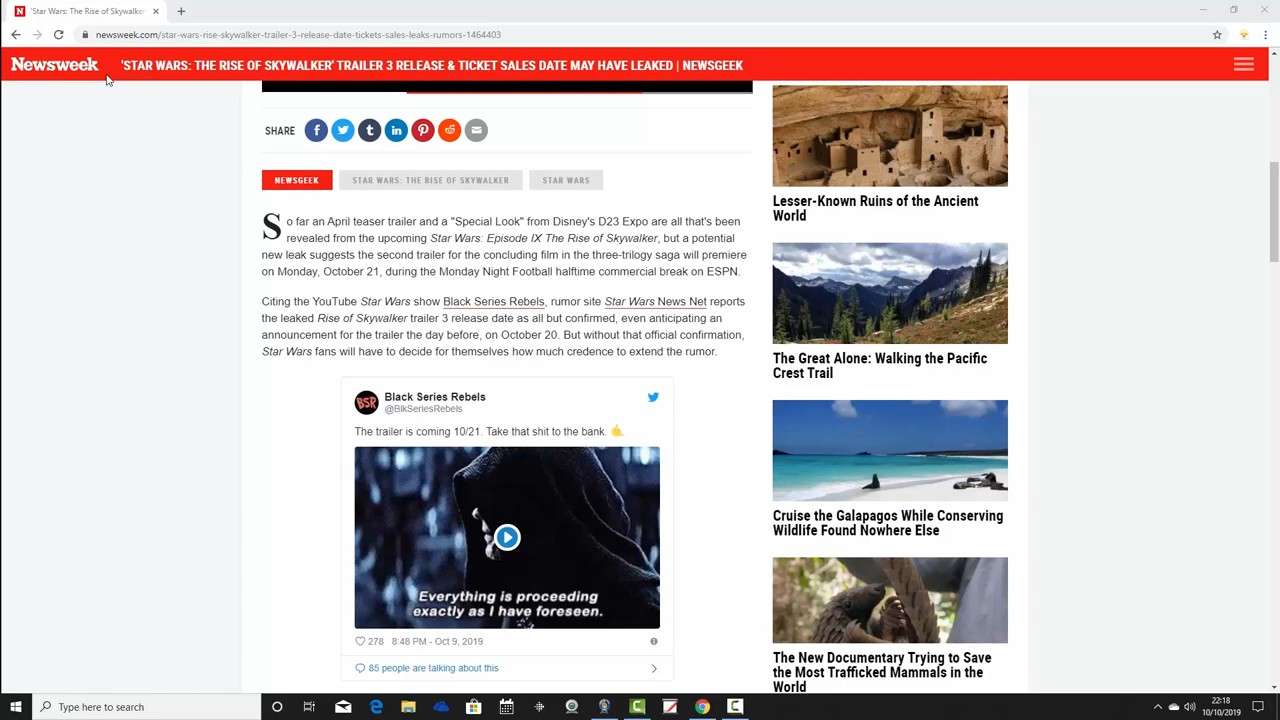 'Star Wars: The Rise of Skywalker'
newsweek.com/star-wars-rise-skywalker-trailer-3-release-date-tickets-sales-leaks-rumors-1464403
Newsweek
'STAR WARS: THE RISE OF SKYWALKER' TRAILER 3 RELEASE & TICKET SALES DATE MAY HAVE LEAKED | NEWSGEEK
SHARE
NEWSGEEK
STAR WARS: THE RISE OF SKYWALKER
STAR WARS
So far an April teaser trailer and a "Special Look" from Disney's D23 Expo are all that's been
revealed from the upcoming Star Wars: Episode IX The Rise of Skywalker, but a potential
new leak suggests the second trailer for the concluding film in the three-trilogy saga will premiere
on Monday, October 21, during the Monday Night Football halftime commercial break on ESPN.
Citing the YouTube Star Wars show Black Series Rebels, rumor site Star Wars News Net reports
the leaked Rise of Skywalker trailer 3 release date as all but confirmed, even anticipating an
announcement for the trailer the day before, on October 20. But without that official confirmation,
Star Wars fans will have to decide for themselves how much credence to extend the rumor.
BSR
Black Series Rebels
@BlkSeriesRebels
The trailer is coming 10/21. Take that shit to the bank.
Everything is proceeding
exactly as I have foreseen.
278 8:48 PM - Oct 9, 2019
85 people are talking about this
Lesser-Known Ruins of the Ancient
World
The Great Alone: Walking the Pacific
Crest Trail
Cruise the Galapagos While Conserving
Wildlife Found Nowhere Else
The New Documentary Trying to Save
the Most Trafficked Mammals in the
World
Type here to search
22:18
10/10/2019